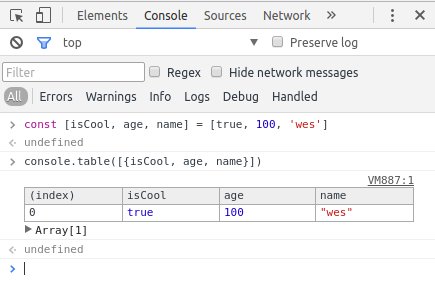 Elements Console Sources Network »
top Preserve log
Filter Regex Hide network messages
All Errors Warnings Info Logs Debug Handled
> const [isCool, age, name] = [true, 100, 'wes']
undefined
> console.table([{isCool, age, name}])
VM887:1
(index) isCool age name
0 true 100 "wes"
Array[1]
undefined
>